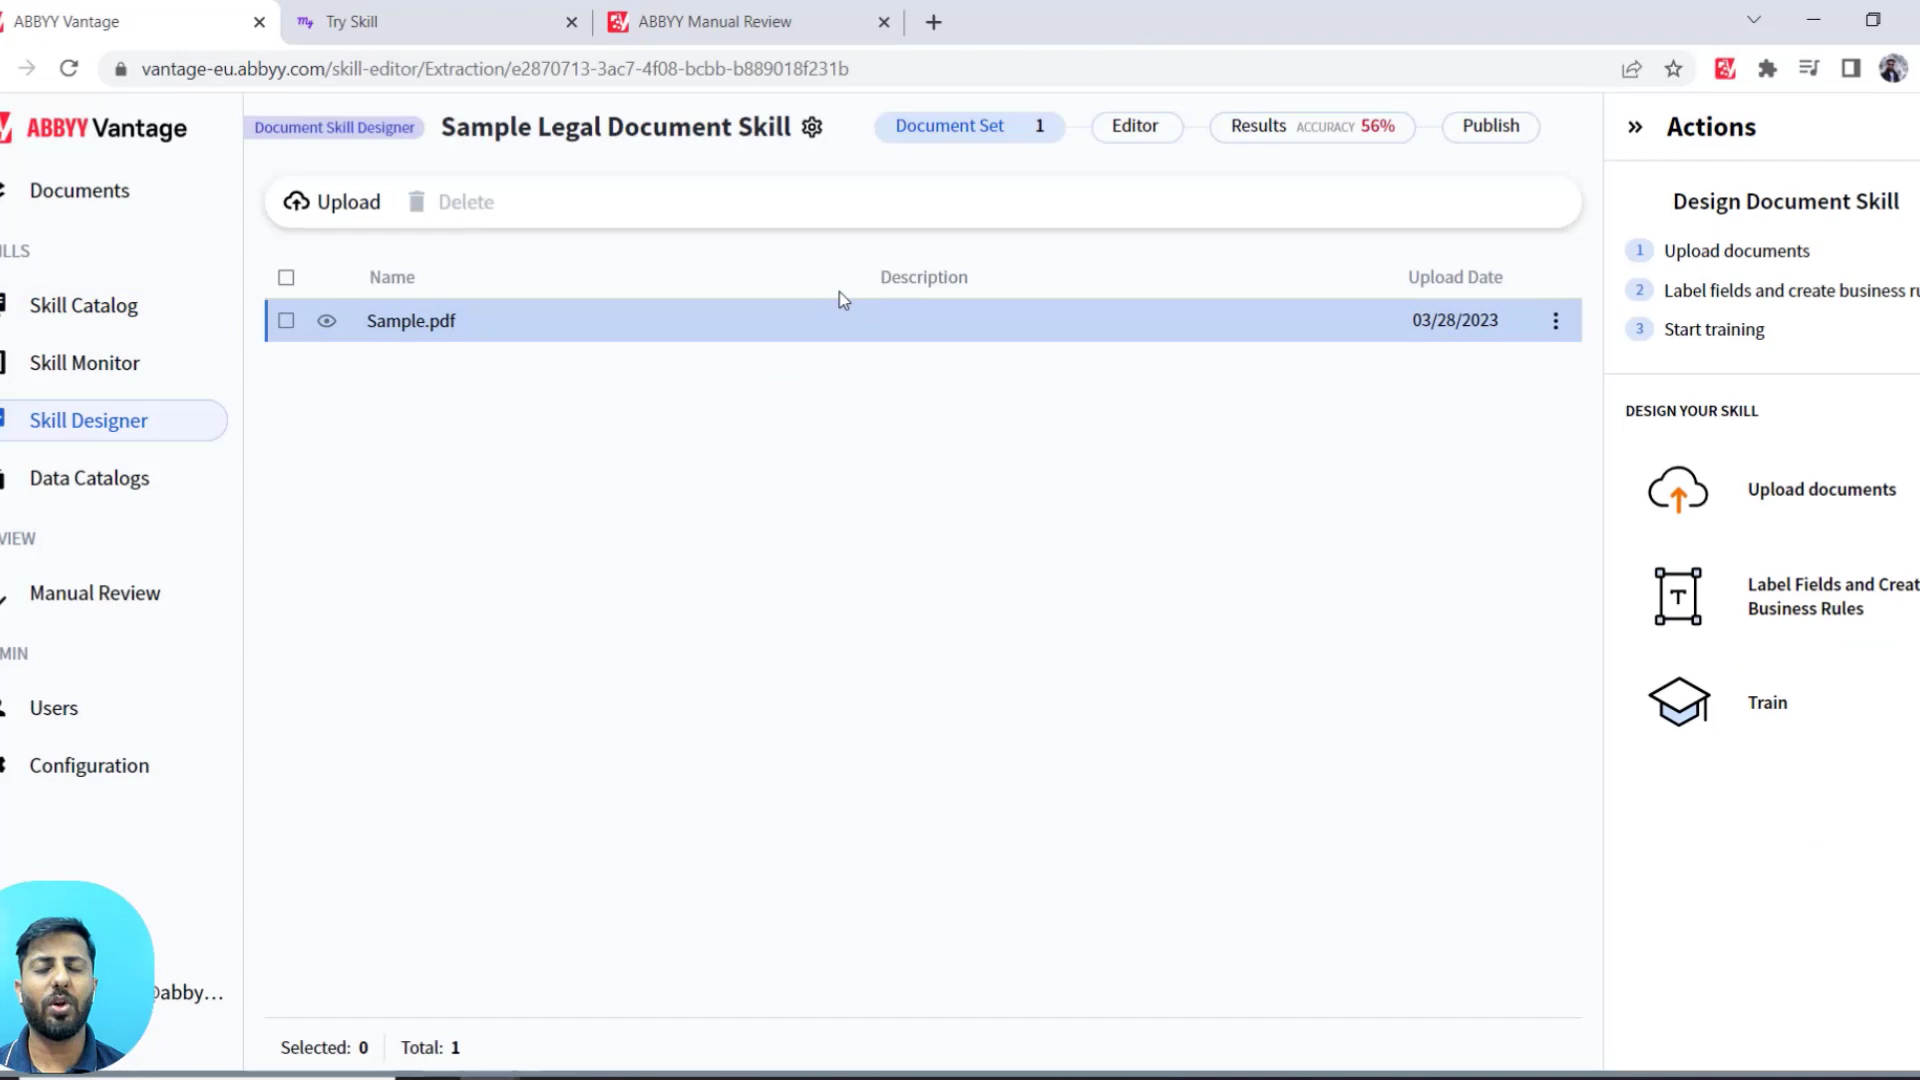 ABBYY Vantage
Try Skill
ABBYY Manual Review
vantage-eu.abbyy.com/skill-editor/Extraction/e2870713-3ac7-4f08-bcbb-b889018f231b
ABBYY Vantage
Document Skill Designer
Sample Legal Document Skill
Document Set 1
Editor
Results ACCURACY 56%
Publish
Actions
Documents
ILLS
Skill Catalog
Skill Monitor
Skill Designer
Data Catalogs
VIEW
Manual Review
MIN
Users
Configuration
@abby...
Upload
Delete
Name
Description
Upload Date
Sample.pdf
03/28/2023
Selected: 0
Total: 1
Design Document Skill
1 Upload documents
2 Label fields and create business ru
3 Start training
DESIGN YOUR SKILL
Upload documents
T
Label Fields and Creat
Business Rules
Train